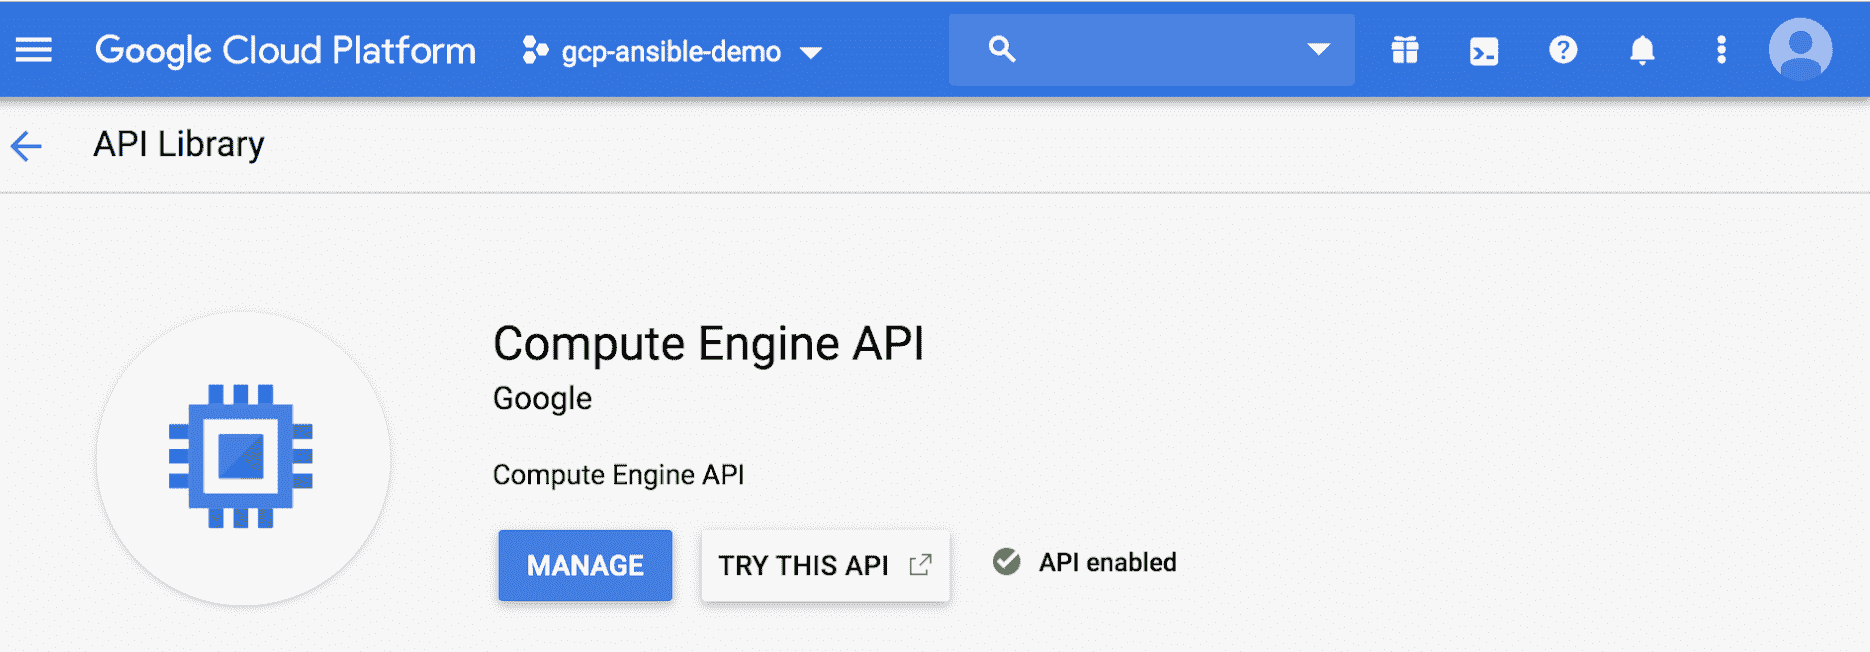 Google Cloud Platform gcp-ansible-demo
API Library
Compute Engine API
Google
Compute Engine API
MANAGE TRY THIS API API enabled